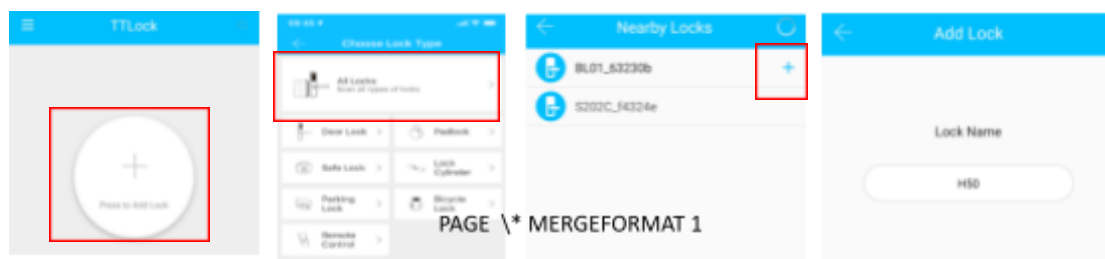 TTLock
Press to Add Lock
09:45
Choose Lock Type
All Locks
Scan all types of locks
Door Lock
Padlock
Safe Lock
Lock Cylinder
Parking Lock
Bicycle Lock
Remote Control
Nearby Locks
BL01_63230b
S202C_f4324e
PAGE \* MERGEFORMAT 1
Add Lock
Lock Name
H50